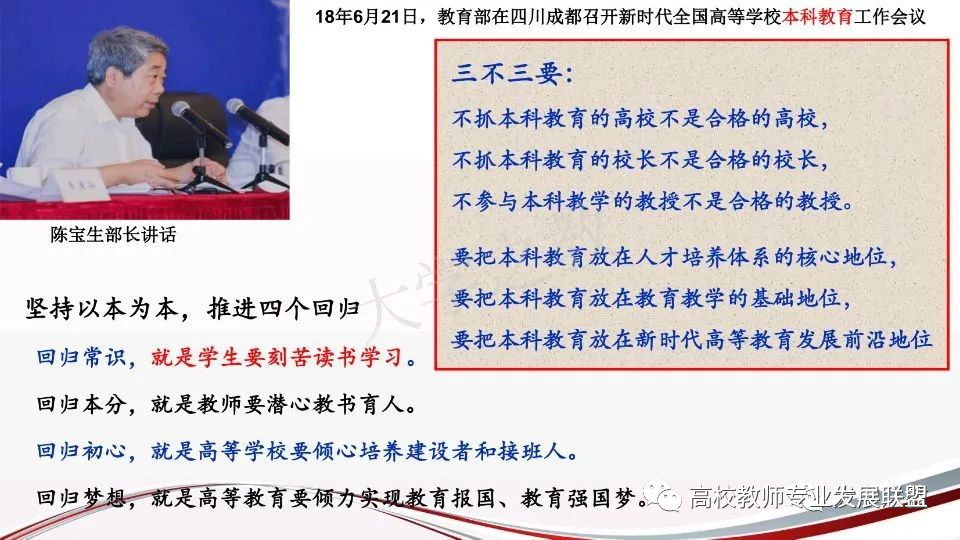 18年6月21日，教育部在四川成都召开新时代全国高等学校本科教育工作会议
三不三要：
不抓本科教育的高校不是合格的高校，
不抓本科教育的校长不是合格的校长，
不参与本科教学的教授不是合格的教授。
要把本科教育放在人才培养体系的核心地位，
要把本科教育放在教育教学的基础地位，
要把本科教育放在新时代高等教育发展前沿地位
陈宝生部长讲话
坚持以本为本，推进四个回归
回归常识，就是学生要刻苦读书学习。
回归本分，就是教师要潜心教书育人。
回归初心，就是高等学校要倾心培养建设者和接班人。
回归梦想，就是高等教育要倾力实现教育报国、教育强国梦。
高校教师专业发展联盟